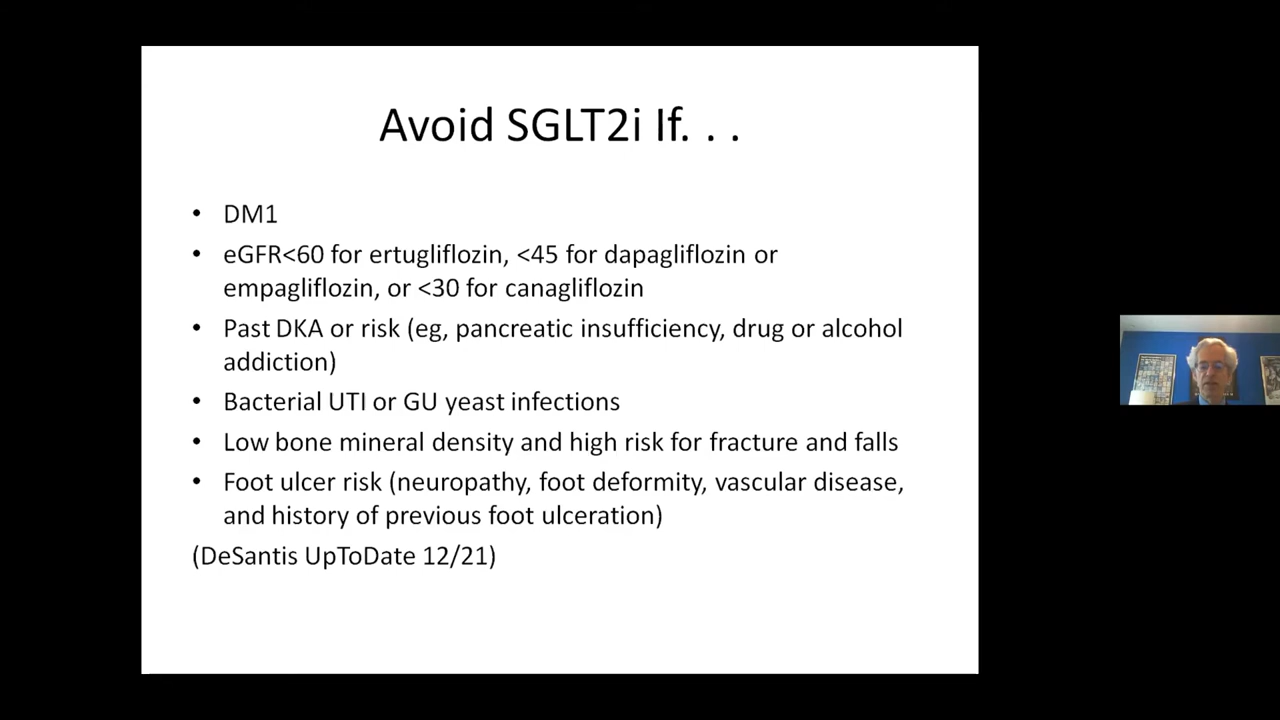 Avoid SGLT2i If. . .
• DM1
• eGFR<60 for ertugliflozin, <45 for dapagliflozin or
empagliflozin, or <30 for canagliflozin
• Past DKA or risk (eg, pancreatic insufficiency, drug or alcohol
addiction)
• Bacterial UTI or GU yeast infections
• Low bone mineral density and high risk for fracture and falls
• Foot ulcer risk (neuropathy, foot deformity, vascular disease,
and history of previous foot ulceration)
(DeSantis UpToDate 12/21)